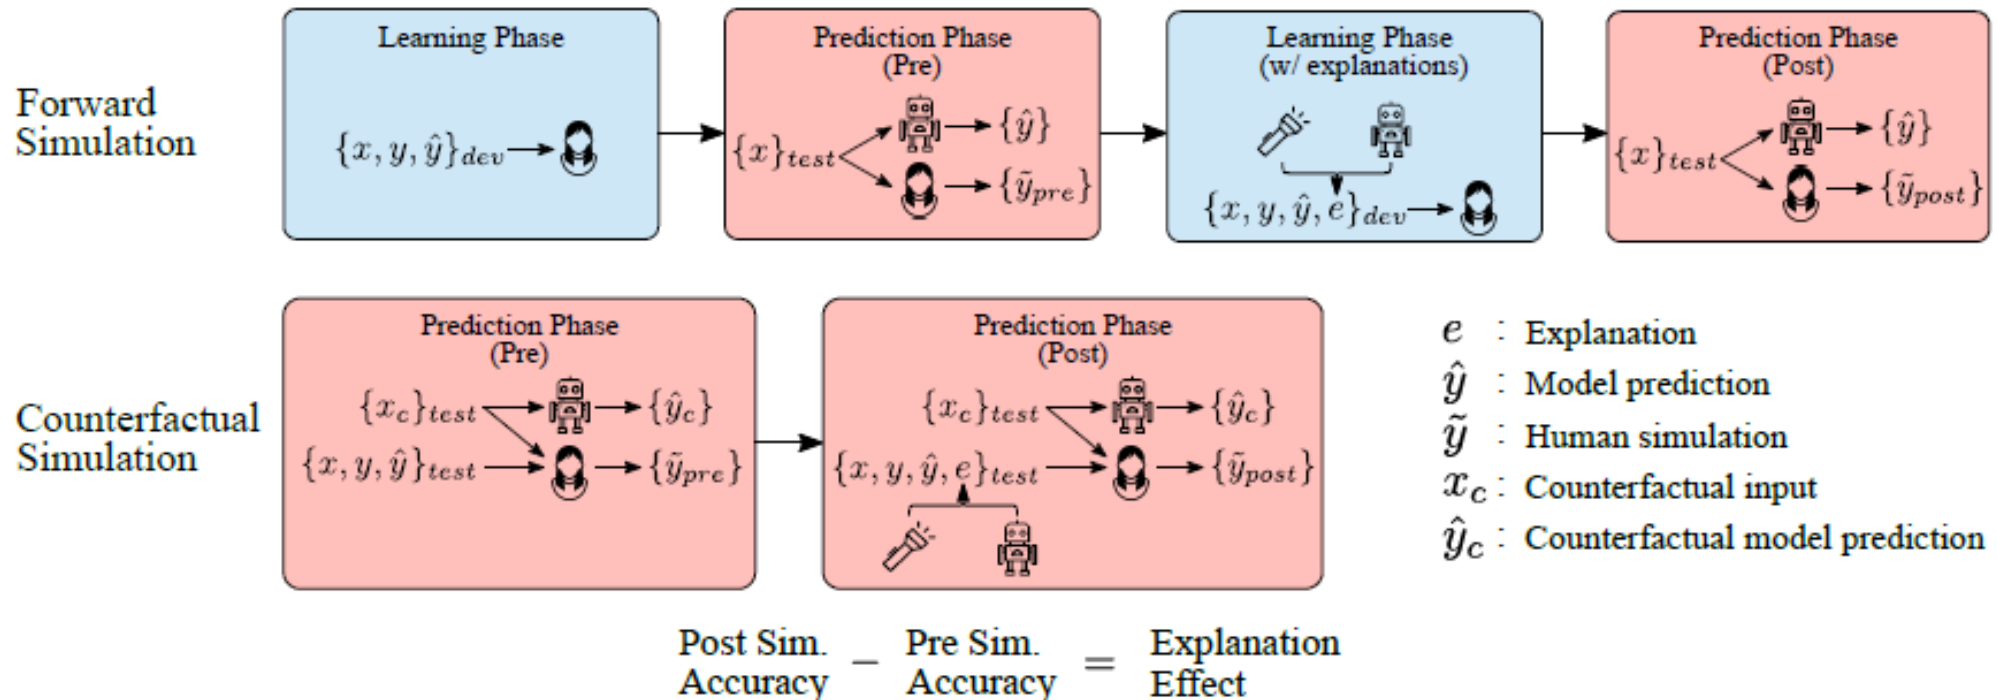 Forward
Simulation
Learning Phase
{x, y, ŷ}dev
Prediction Phase
(Pre)
{x}test
{ŷ}
{ỹpre}
Learning Phase
(w/ explanations)
{x, y, ŷ, e}dev
Prediction Phase
(Post)
{x}test
{ŷ}
{ỹpost}
Counterfactual
Simulation
Prediction Phase
(Pre)
{xc}test
{ŷc}
{x, y, ŷ}test
{ỹpre}
Prediction Phase
(Post)
{xc}test
{ŷc}
{x, y, ŷ, e}test
{ỹpost}
e : Explanation
ŷ : Model prediction
ỹ : Human simulation
xc : Counterfactual input
ŷc : Counterfactual model prediction
Post Sim. Pre Sim. Explanation
Accuracy − Accuracy = Effect